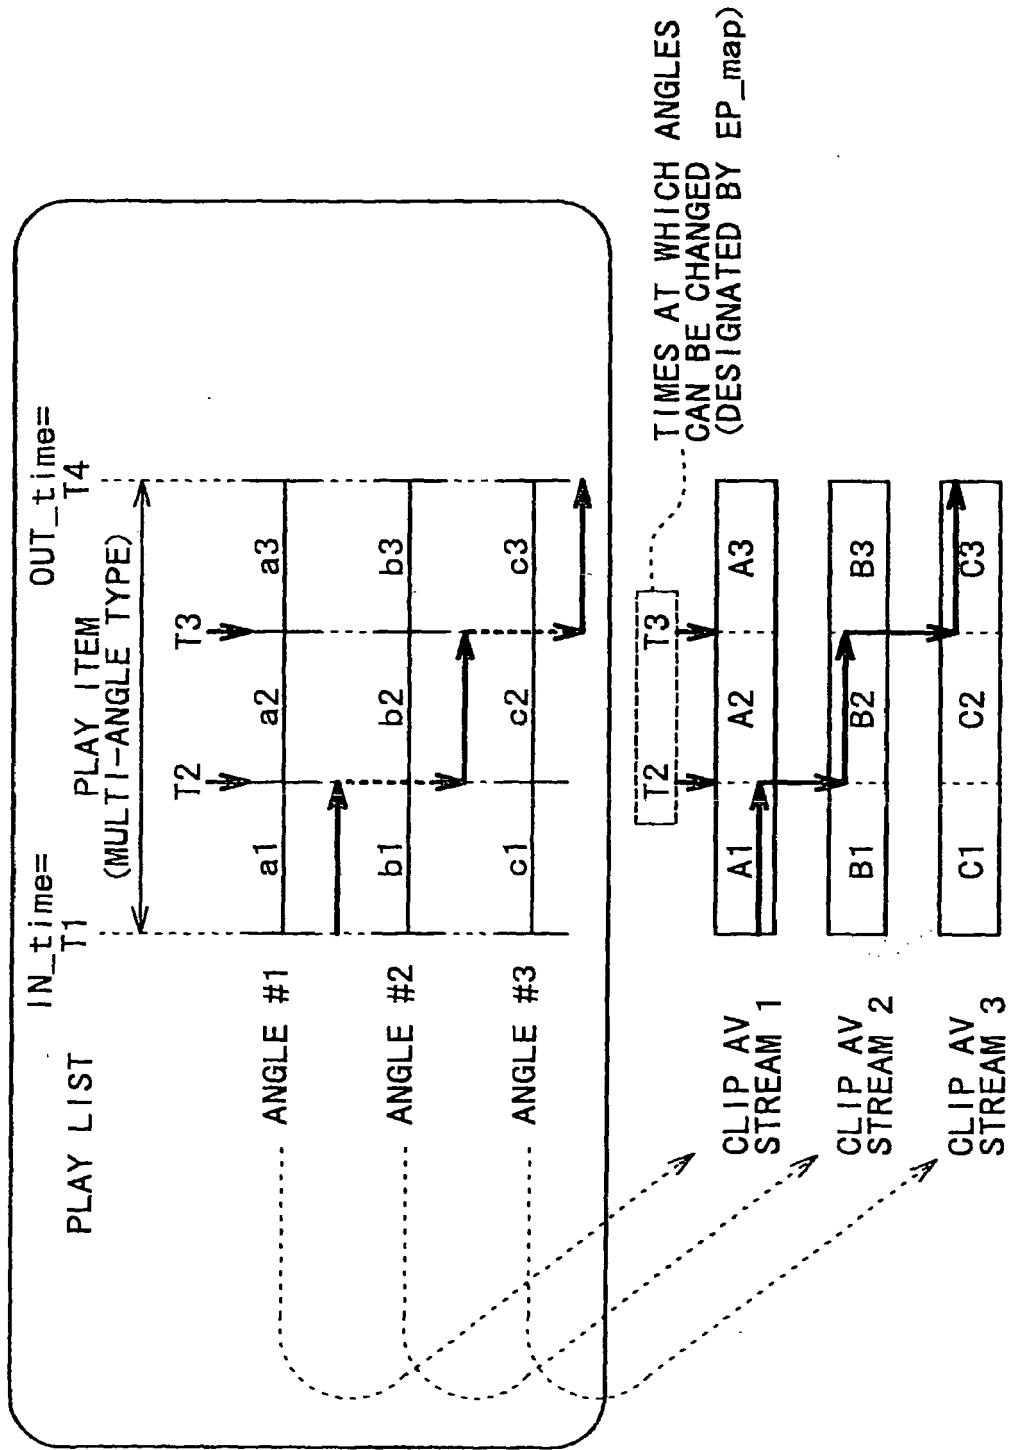 PLAY LIST
IN_time=
T1
OUT_time=
T4
PLAY ITEM
(MULTI-ANGLE TYPE)
T2
T3
ANGLE #1
a1
a2
a3
ANGLE #2
b1
b2
b3
ANGLE #3
c1
c2
c3
T2
T3
TIMES AT WHICH ANGLES
CAN BE CHANGED
(DESIGNATED BY EP_map)
CLIP AV
STREAM 1
A1
A2
A3
CLIP AV
STREAM 2
B1
B2
B3
CLIP AV
STREAM 3
C1
C2
C3